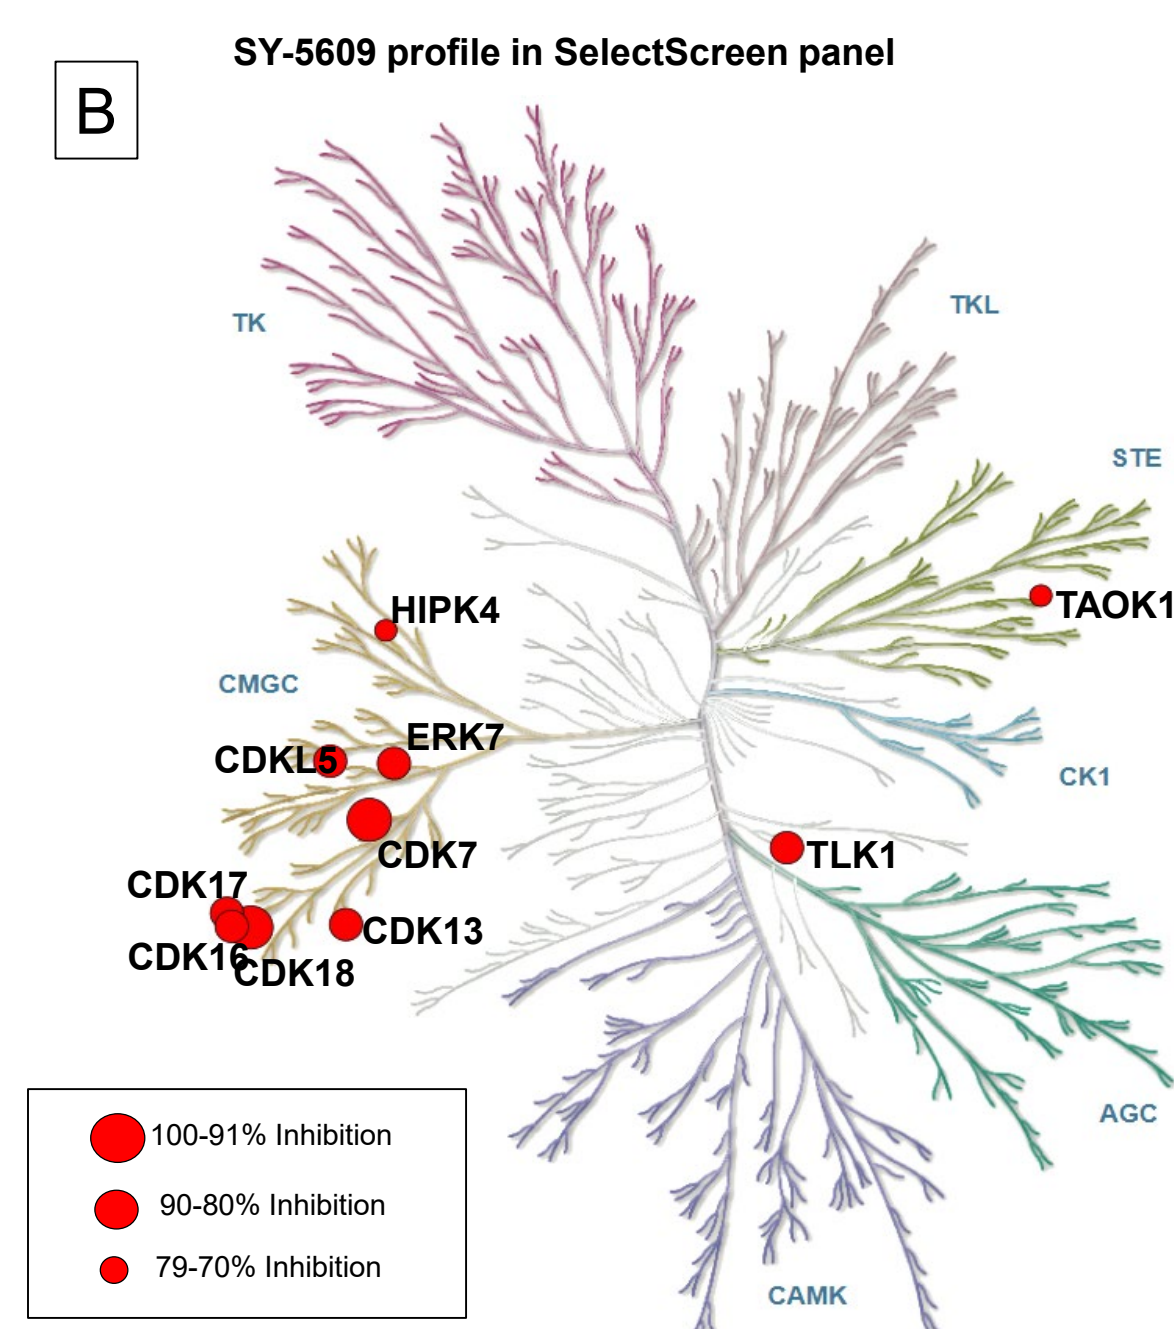 SY-5609 profile in SelectScreen panel
B
TK
TKL
STE
HIPK4
TAOK1
CMGC
ERK7
CDKL5
CK1
CDK7
TLK1
CDK17
CDK13
CDK16
CDK18
AGC
100-91% Inhibition
90-80% Inhibition
79-70% Inhibition
CAMK